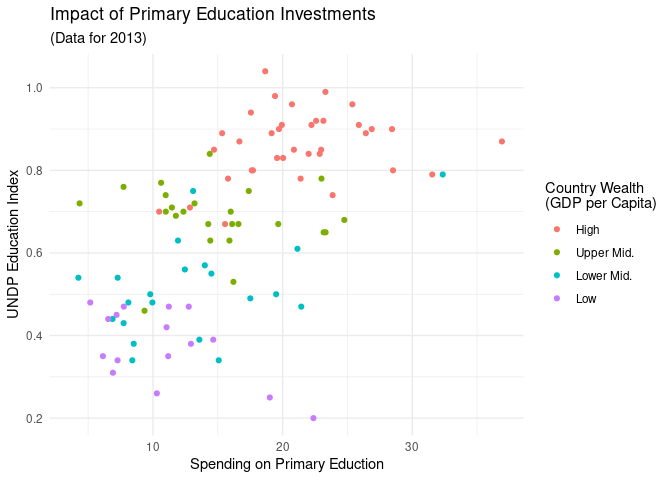 Impact of Primary Education Investments
(Data for 2013)
1.0
0.8
0.6
0.4
0.2
UNDP Education Index
10 20 30
Spending on Primary Eduction
Country Wealth
(GDP per Capita)
High
Upper Mid.
Lower Mid.
Low